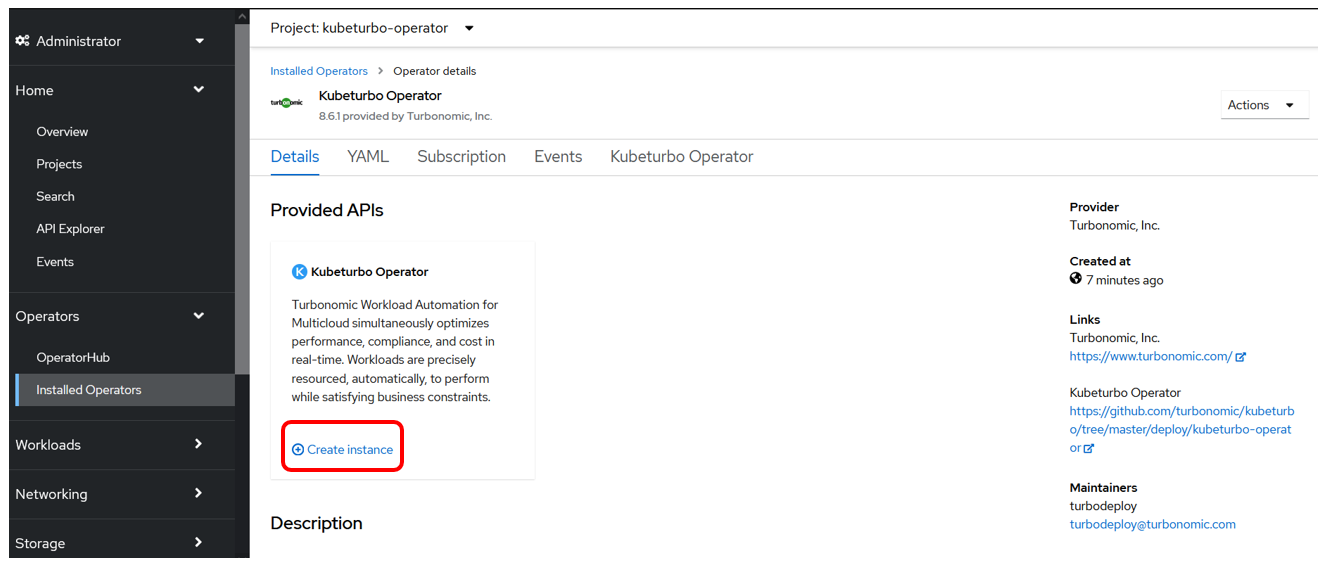 Administrator
Home
Overview
Projects
Search
API Explorer
Events
Operators
OperatorHub
Installed Operators
Workloads
Networking
Storage
Project: kubeturbo-operator
Installed Operators > Operator details
turbonomic
Kubeturbo Operator
8.6.1 provided by Turbonomic, Inc.
Actions
Details YAML Subscription Events Kubeturbo Operator
Provided APIs
K Kubeturbo Operator
Turbonomic Workload Automation for
Multicloud simultaneously optimizes
performance, compliance, and cost in
real-time. Workloads are precisely
resourced, automatically, to perform
while satisfying business constraints.
Create instance
Description
Provider
Turbonomic, Inc.
Created at
7 minutes ago
Links
Turbonomic, Inc.
https://www.turbonomic.com/
Kubeturbo Operator
https://github.com/turbonomic/kubeturb
o/tree/master/deploy/kubeturbo-operat
or
Maintainers
turbodeploy
turbodeploy@turbonomic.com